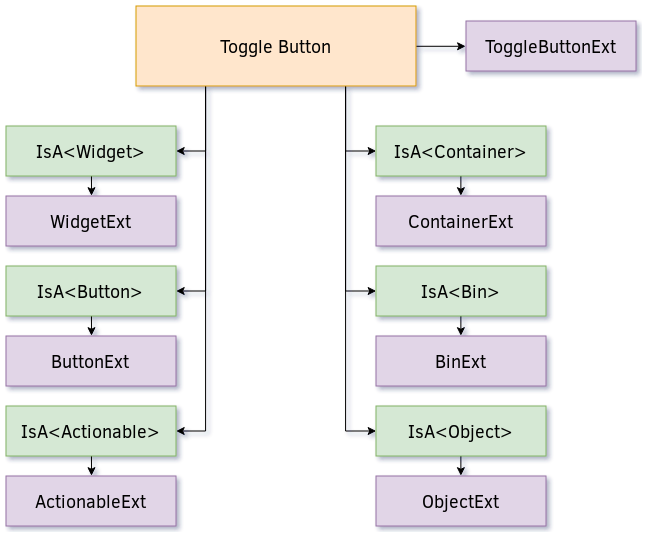 Toggle Button
ToggleButtonExt
IsA<Widget>
IsA<Container>
WidgetExt
ContainerExt
IsA<Button>
IsA<Bin>
ButtonExt
BinExt
IsA<Actionable>
IsA<Object>
ActionableExt
ObjectExt